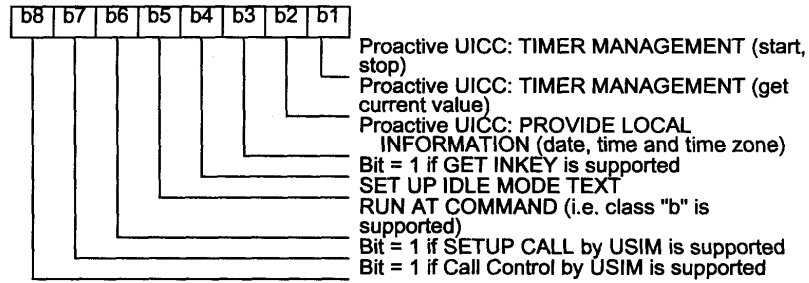 b8 b7 b6 b5 b4 b3 b2 b1
Proactive UICC: TIMER MANAGEMENT (start,
stop)
Proactive UICC: TIMER MANAGEMENT (get
current value)
Proactive UICC: PROVIDE LOCAL
INFORMATION (date, time and time zone)
Bit = 1 if GET INKEY is supported
SET UP IDLE MODE TEXT
RUN AT COMMAND (i.e. class "b" is
supported)
Bit = 1 if SETUP CALL by USIM is supported
Bit = 1 if Call Control by USIM is supported